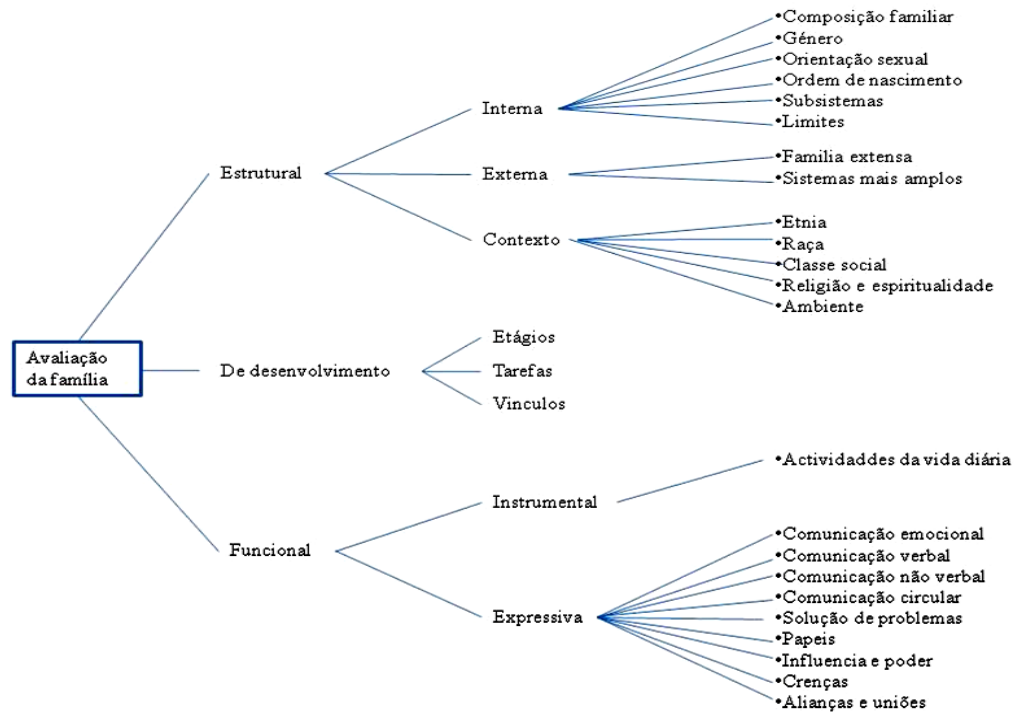 Avaliação
da família
Estrutural
Interna
•Composição familiar
•Género
•Orientação sexual
•Ordem de nascimento
•Subsistemas
•Limites
Externa
•Familia extensa
•Sistemas mais amplos
Contexto
•Etnia
•Raça
•Classe social
•Religião e espiritualidade
•Ambiente
De desenvolvimento
Etágios
Tarefas
Vinculos
Funcional
Instrumental
•Actividaddes da vida diária
Expressiva
•Comunicação emocional
•Comunicação verbal
•Comunicação não verbal
•Comunicação circular
•Solução de problemas
•Papeis
•Influencia e poder
•Crenças
•Alianças e uniões